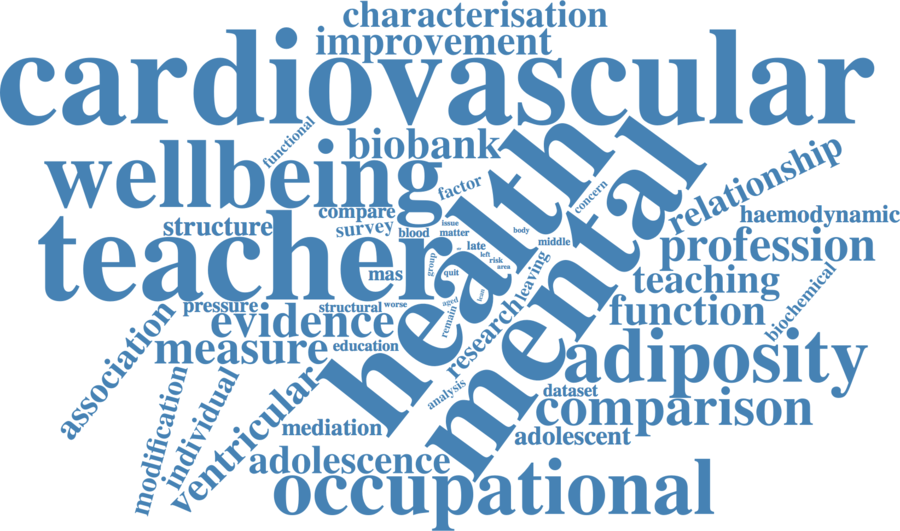 characterisation
improvement
cardiovascular
functional
biobank
wellbeing
health
mental
factor
concern
relationship
compare
structure
survey
blood
issue
matter
body
haemodynamic
teacher
late
middle
left
risk
area
profession
mas
group
quit
leaving
teaching
biochemical
pressure
structural
worse
aged
lean
remain
research
function
evidence
association
measure
education
adiposity
modification
individual
ventricular
analysis
dataset
comparison
mediation
adolescent
adolescence
occupational